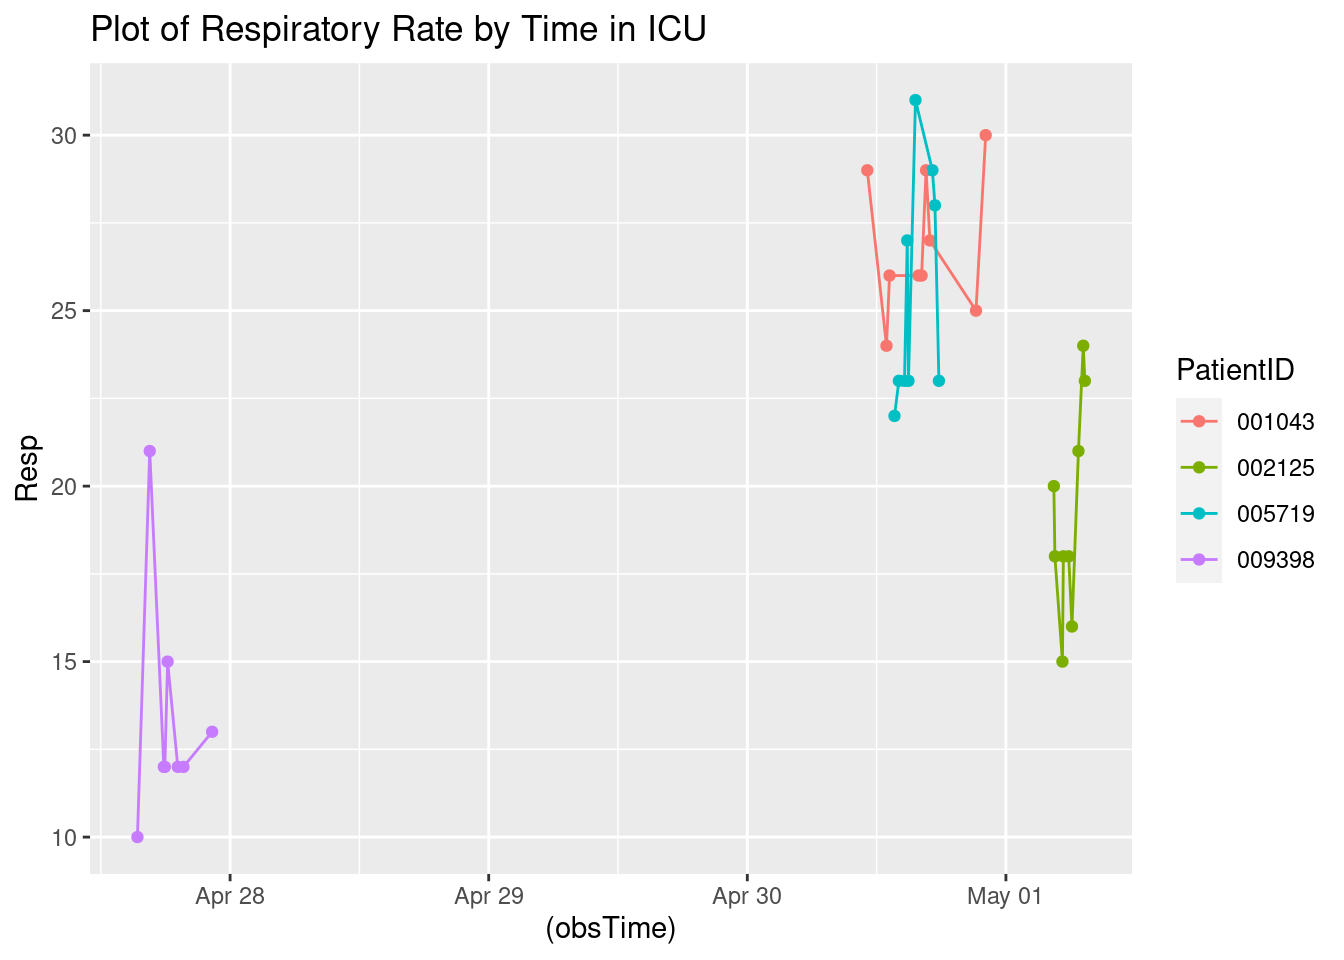 Plot of Respiratory Rate by Time in ICU
30
25
20
15
10
Resp
Apr 28
Apr 29
Apr 30
May 01
(obsTime)
PatientID
001043
002125
005719
009398